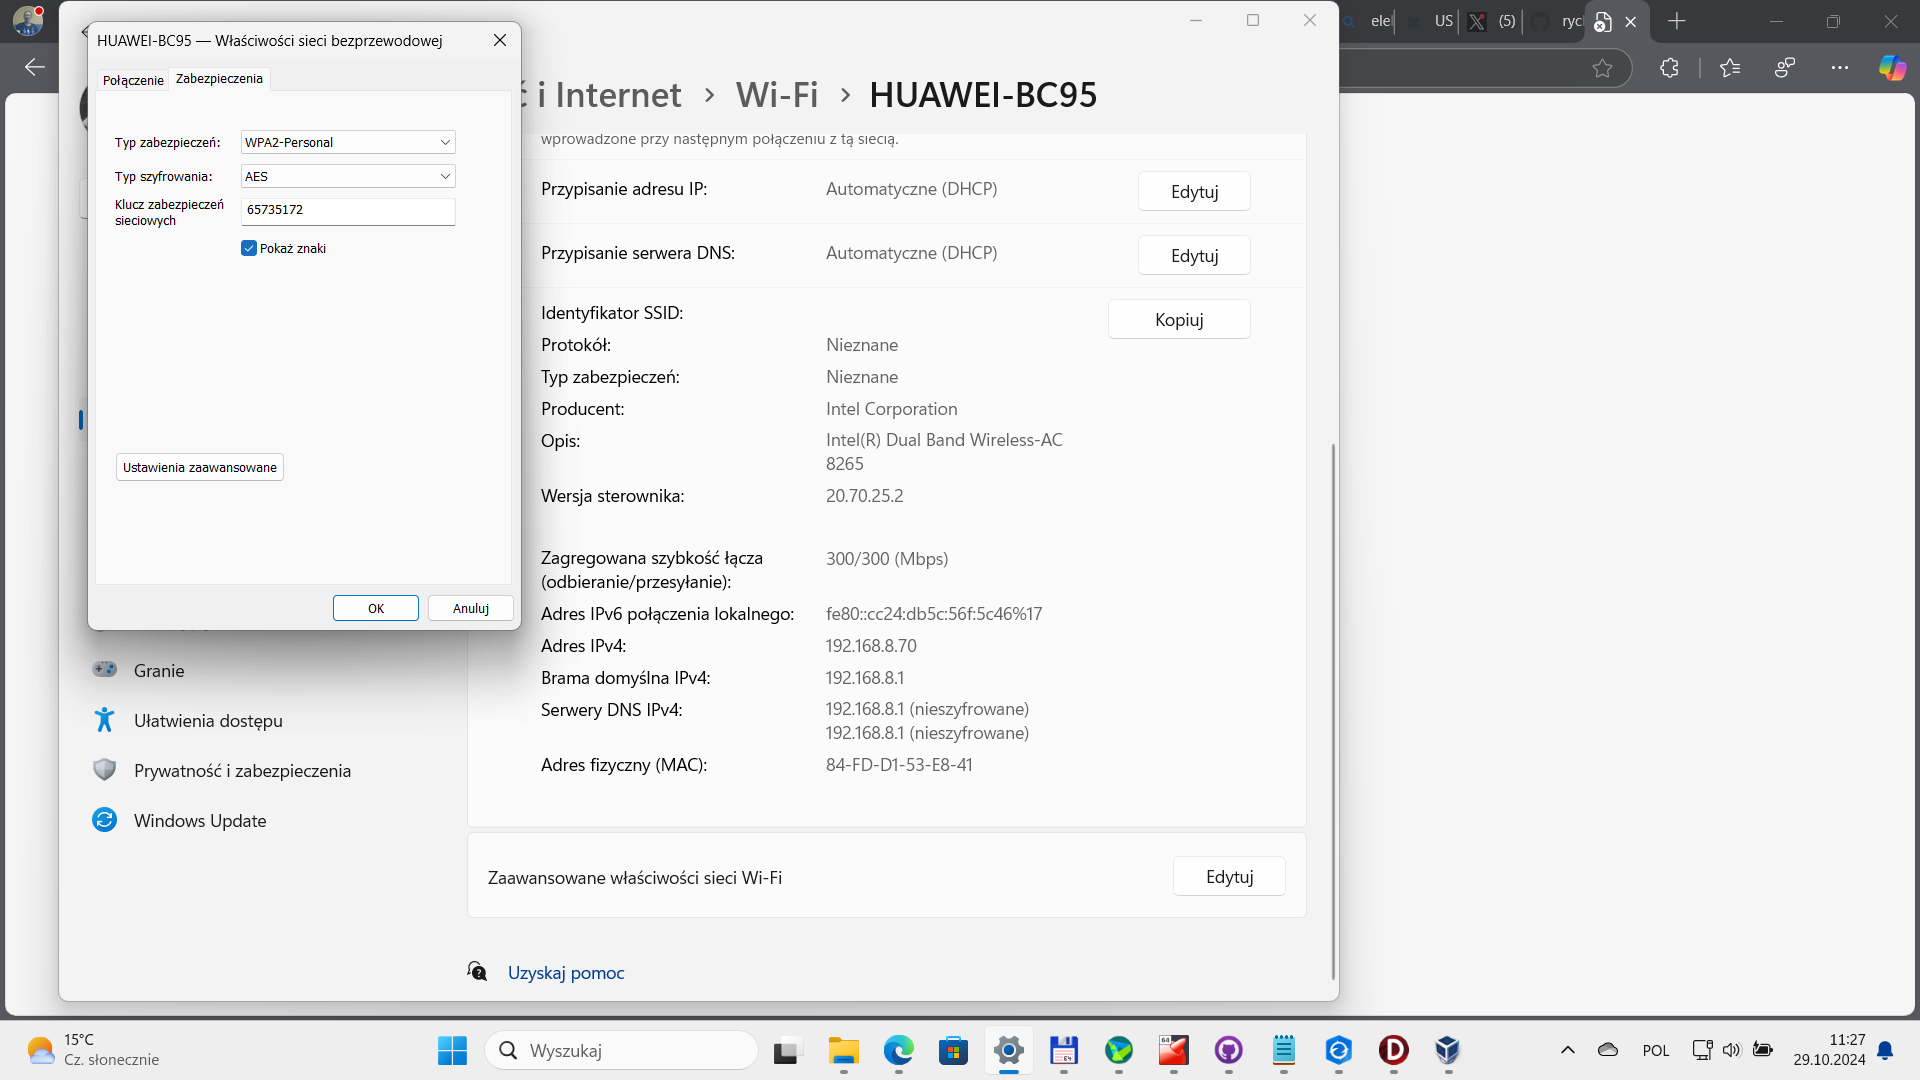 HUAWEI-BC95 — Właściwości sieci bezprzewodowej
Połączenie
Zabezpieczenia
Typ zabezpieczeń:
WPA2-Personal
Typ szyfrowania:
AES
Klucz zabezpieczeń
sieciowych
65735172
Pokaż znaki
Ustawienia zaawansowane
OK
Anuluj
i Internet
Wi-Fi
HUAWEI-BC95
wprowadzone przy następnym połączeniu z tą siecią.
Przypisanie adresu IP:
Automatyczne (DHCP)
Edytuj
Przypisanie serwera DNS:
Automatyczne (DHCP)
Edytuj
Identyfikator SSID:
Kopiuj
Protokół:
Nieznane
Typ zabezpieczeń:
Nieznane
Producent:
Intel Corporation
Opis:
Intel(R) Dual Band Wireless-AC
8265
Wersja sterownika:
20.70.25.2
Zagregowana szybkość łącza
(odbieranie/przesyłanie):
300/300 (Mbps)
Adres IPv6 połączenia lokalnego:
fe80::cc24:db5c:56f:5c46%17
Adres IPv4:
192.168.8.70
Brama domyślna IPv4:
192.168.8.1
Serwery DNS IPv4:
192.168.8.1 (nieszyfrowane)
192.168.8.1 (nieszyfrowane)
Adres fizyczny (MAC):
84-FD-D1-53-E8-41
Zaawansowane właściwości sieci Wi-Fi
Edytuj
Uzyskaj pomoc
Granie
Ułatwienia dostępu
Prywatność i zabezpieczenia
Windows Update
US
(5)
15°C
Cz. słonecznie
Wyszukaj
64
64
POL
11:27
29.10.2024